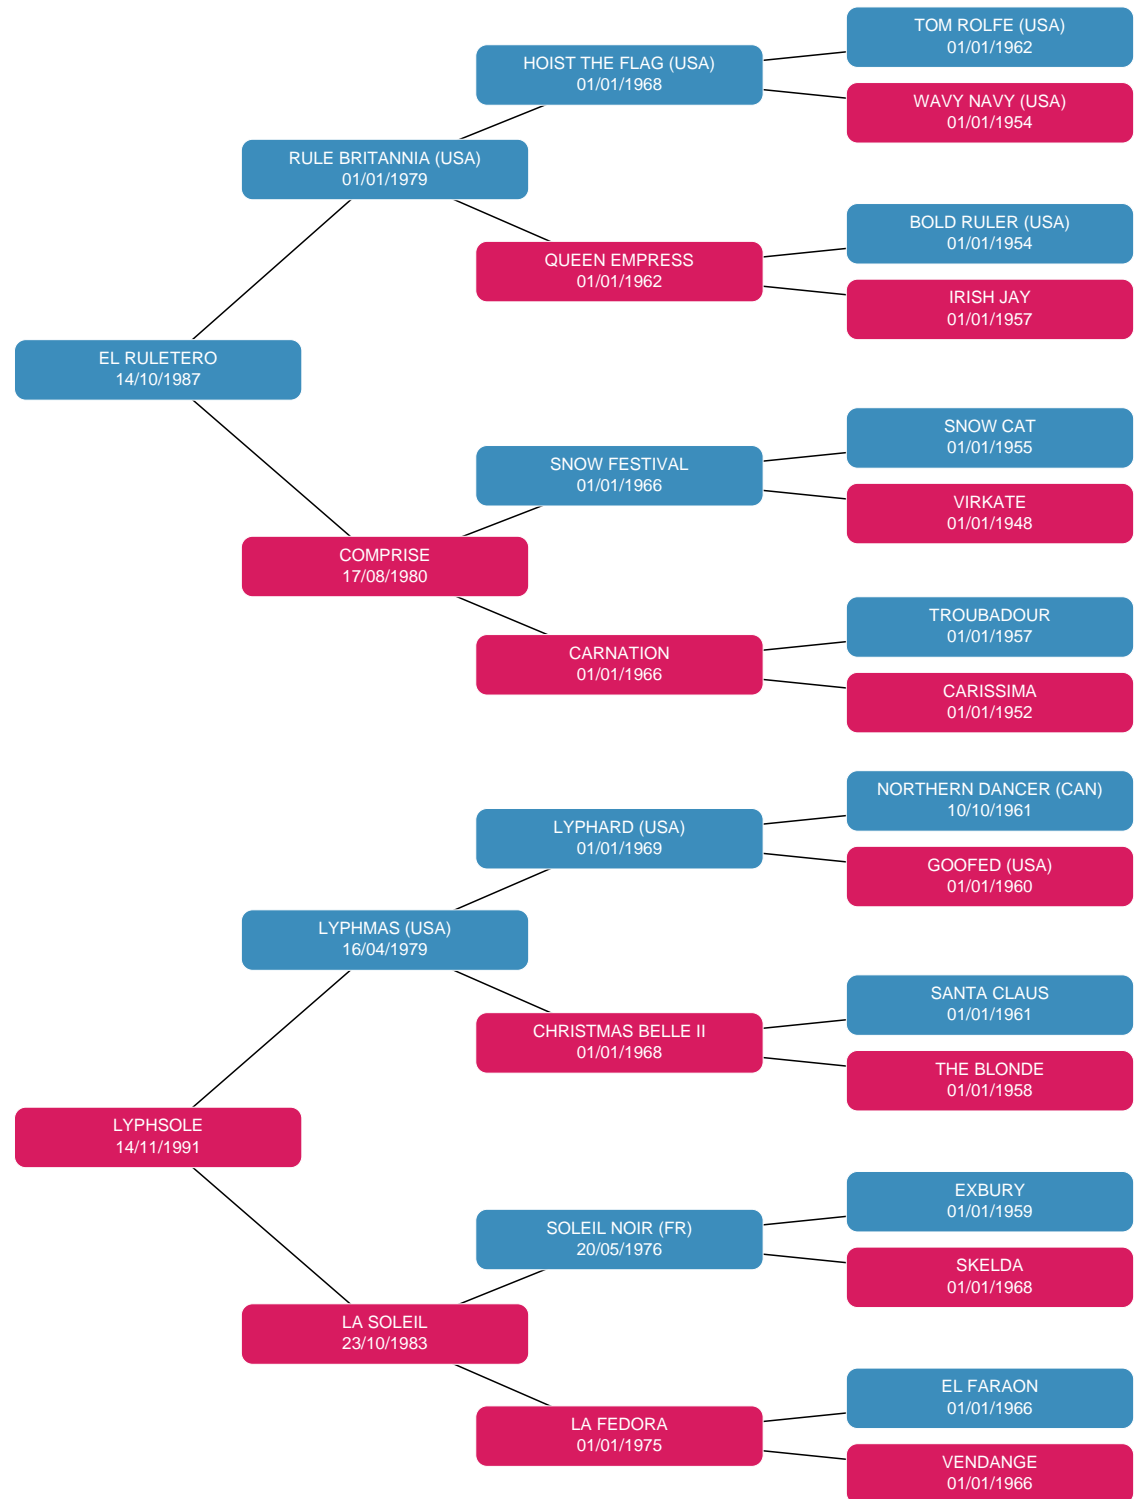 TOM ROLFE (USA)
01/01/1962
HOIST THE FLAG (USA)
01/01/1968
WAVY NAVY (USA)
01/01/1954
RULE BRITANNIA (USA)
01/01/1979
BOLD RULER (USA)
01/01/1954
QUEEN EMPRESS
01/01/1962
IRISH JAY
01/01/1957
EL RULETERO
14/10/1987
SNOW CAT
01/01/1955
SNOW FESTIVAL
01/01/1966
VIRKATE
01/01/1948
COMPRISE
17/08/1980
TROUBADOUR
01/01/1957
CARNATION
01/01/1966
CARISSIMA
01/01/1952
NORTHERN DANCER (CAN)
10/10/1961
LYPHARD (USA)
01/01/1969
GOOFED (USA)
01/01/1960
LYPHMAS (USA)
16/04/1979
SANTA CLAUS
01/01/1961
CHRISTMAS BELLE II
01/01/1968
THE BLONDE
01/01/1958
LYPHSOLE
14/11/1991
EXBURY
01/01/1959
SOLEIL NOIR (FR)
20/05/1976
SKELDA
01/01/1968
LA SOLEIL
23/10/1983
EL FARAON
01/01/1966
LA FEDORA
01/01/1975
VENDANGE
01/01/1966